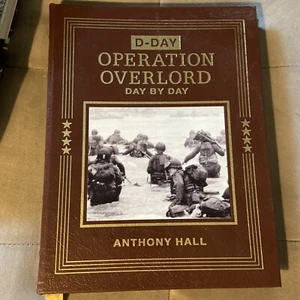 D-DAY
OPERATION
OVERLORD
DAY BY DAY
ANTHONY HALL